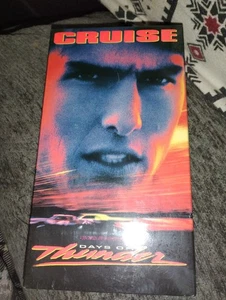 CRUISE
DAYS OF
Thunder